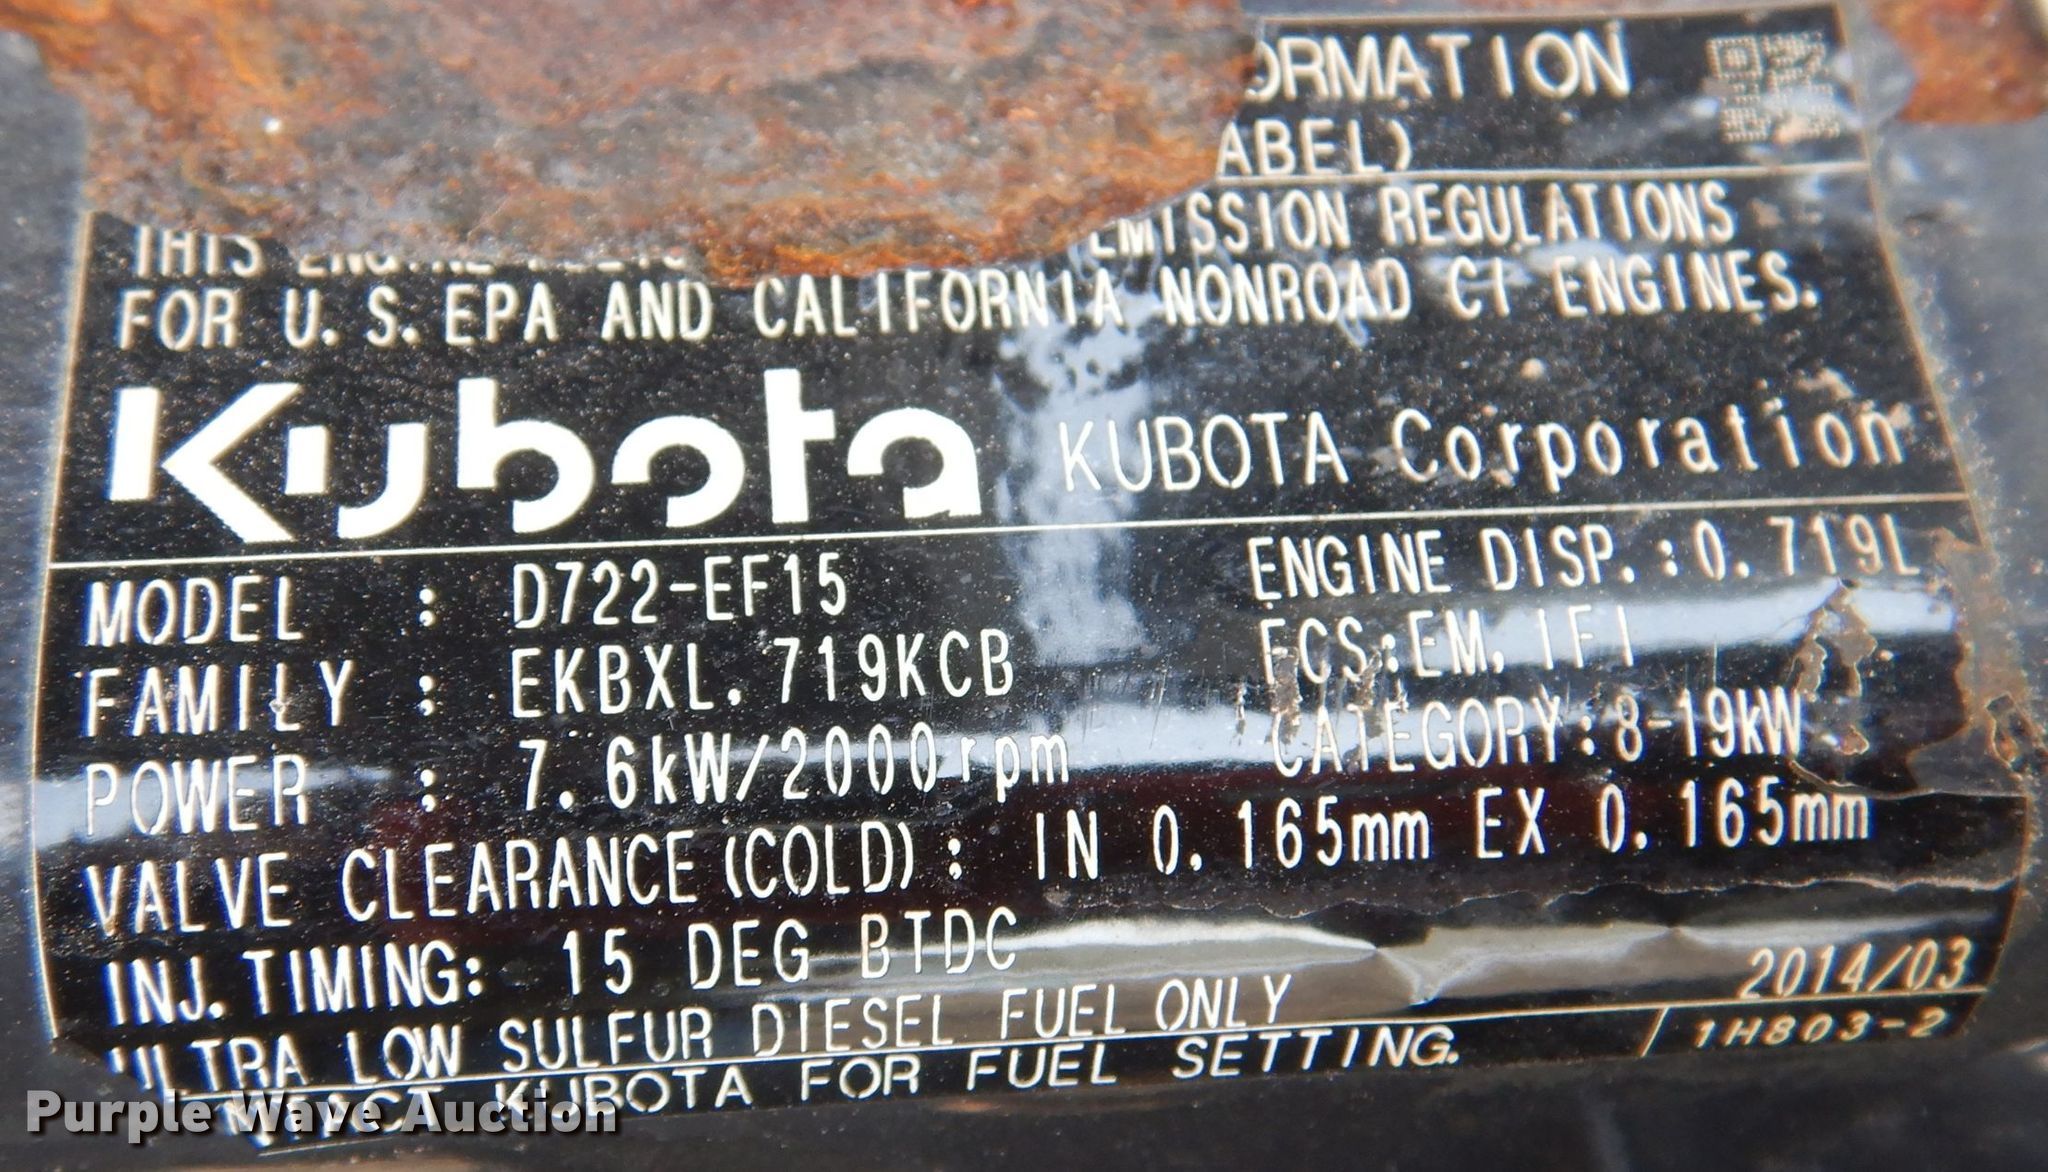 ORMATION
ABEL)
THIS EMISSION REGULATIONS
FOR U.S. EPA AND CALIFORNIA NONROAD CI ENGINES.
Kubota KUBOTA Corporation
MODEL : D722-EF15 ENGINE DISP.:0.719L
FAMILY : EKBXL.719KCB ECS:EM, IFI
POWER : 7.6kW/2000rpm CATEGORY:8-19kW
VALVE CLEARANCE(COLD): IN 0.165mm EX 0.165mm
INJ.TIMING: 15 DEG BTDC
2014/03
ULTRA LOW SULFUR DIESEL FUEL ONLY
KUBOTA FOR FUEL SETTING.
1H803-2
Purple Wave Auction